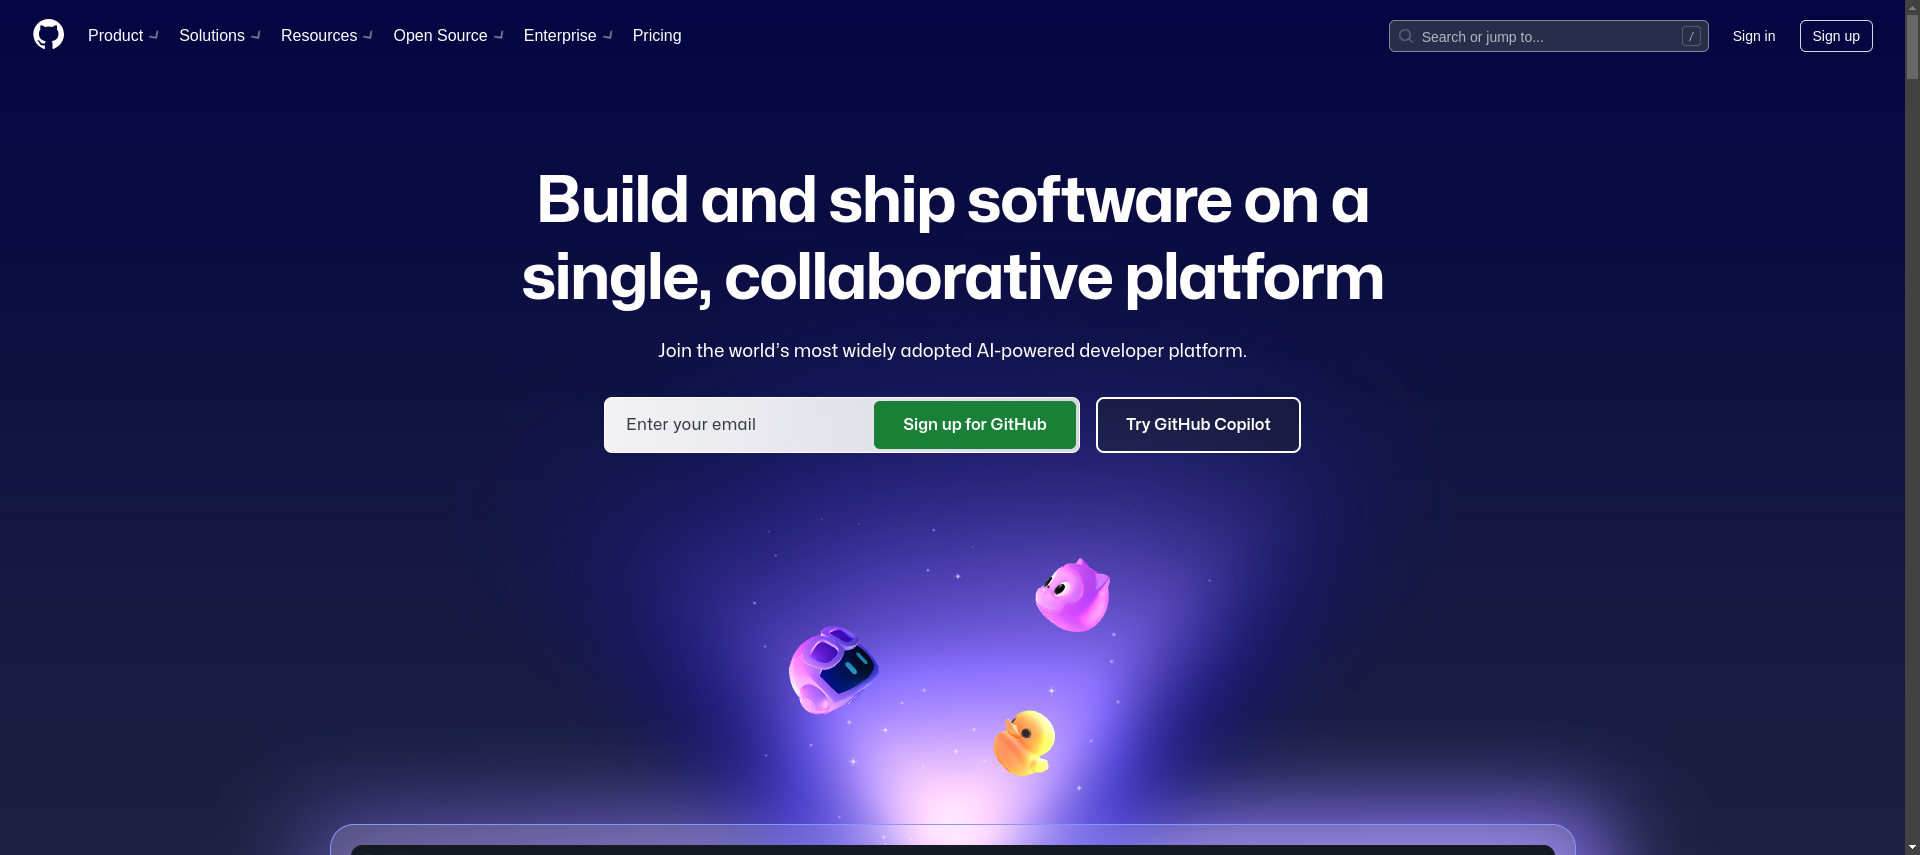 Product Solutions Resources Open Source Enterprise Pricing Search or jump to... / Sign in Sign up
Build and ship software on a
single, collaborative platform
Join the world's most widely adopted AI-powered developer platform.
Enter your email Sign up for GitHub Try GitHub Copilot